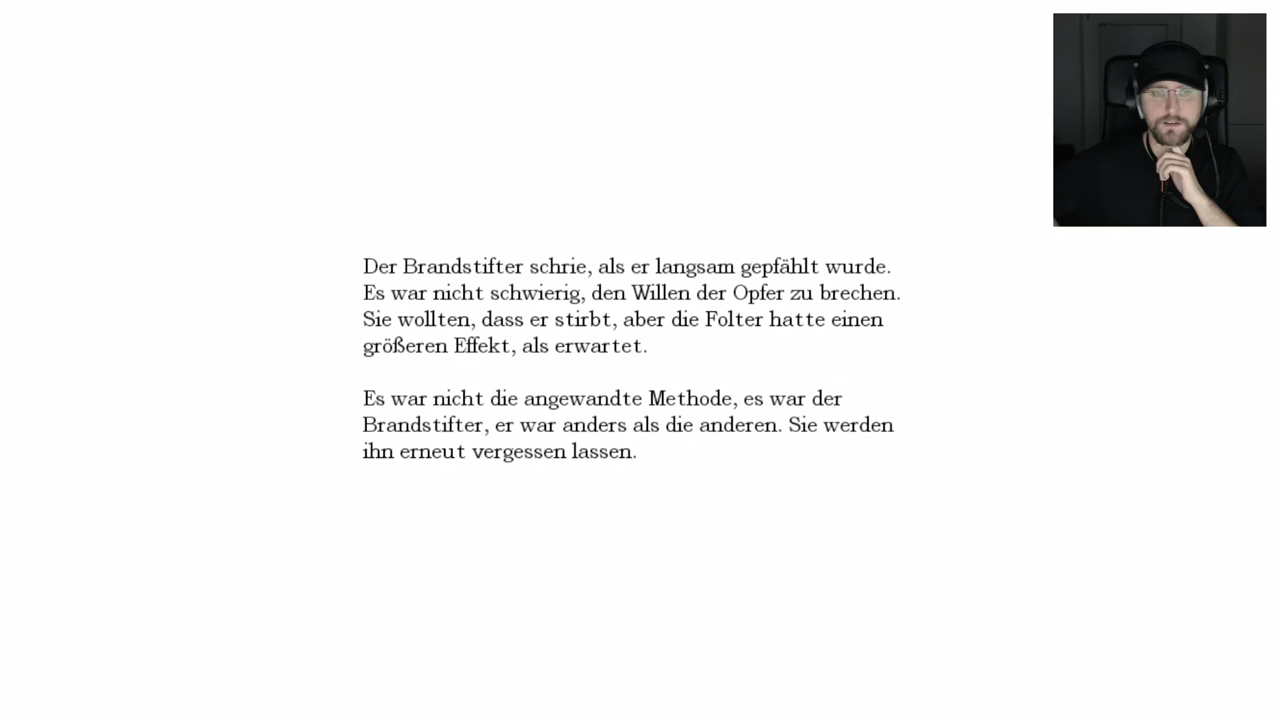 Der Brandstifter schrie, als er langsam gepfählt wurde.
Es war nicht schwierig, den Willen der Opfer zu brechen.
Sie wollten, dass er stirbt, aber die Folter hatte einen
größeren Effekt, als erwartet.
Es war nicht die angewandte Methode, es war der
Brandstifter, er war anders als die anderen. Sie werden
ihn erneut vergessen lassen.